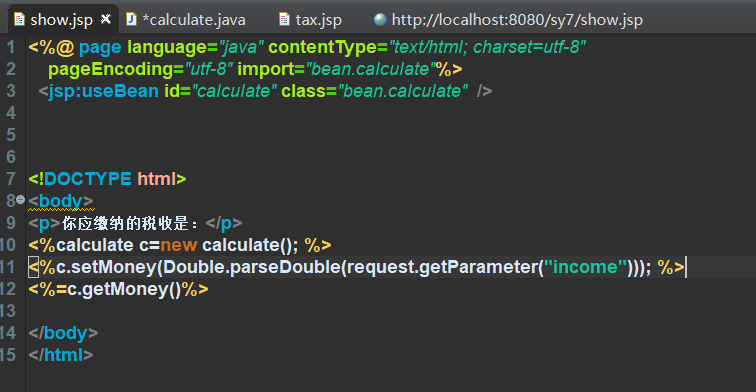 show.jsp *calculate.java tax.jsp http://localhost:8080/sy7/show.jsp
1 <%@ page language="java" contentType="text/html; charset=utf-8"
2 pageEncoding="utf-8" import="bean.calculate"%>
3 <jsp:useBean id="calculate" class="bean.calculate" />
4
5
6
7 <!DOCTYPE html>
8 <body>
9 <p>你应缴纳的税收是：</p>
10 <%calculate c=new calculate(); %>
11 <%c.setMoney(Double.parseDouble(request.getParameter("income"))); %>
12 <%=c.getMoney()%>
13
14 </body>
15 </html>